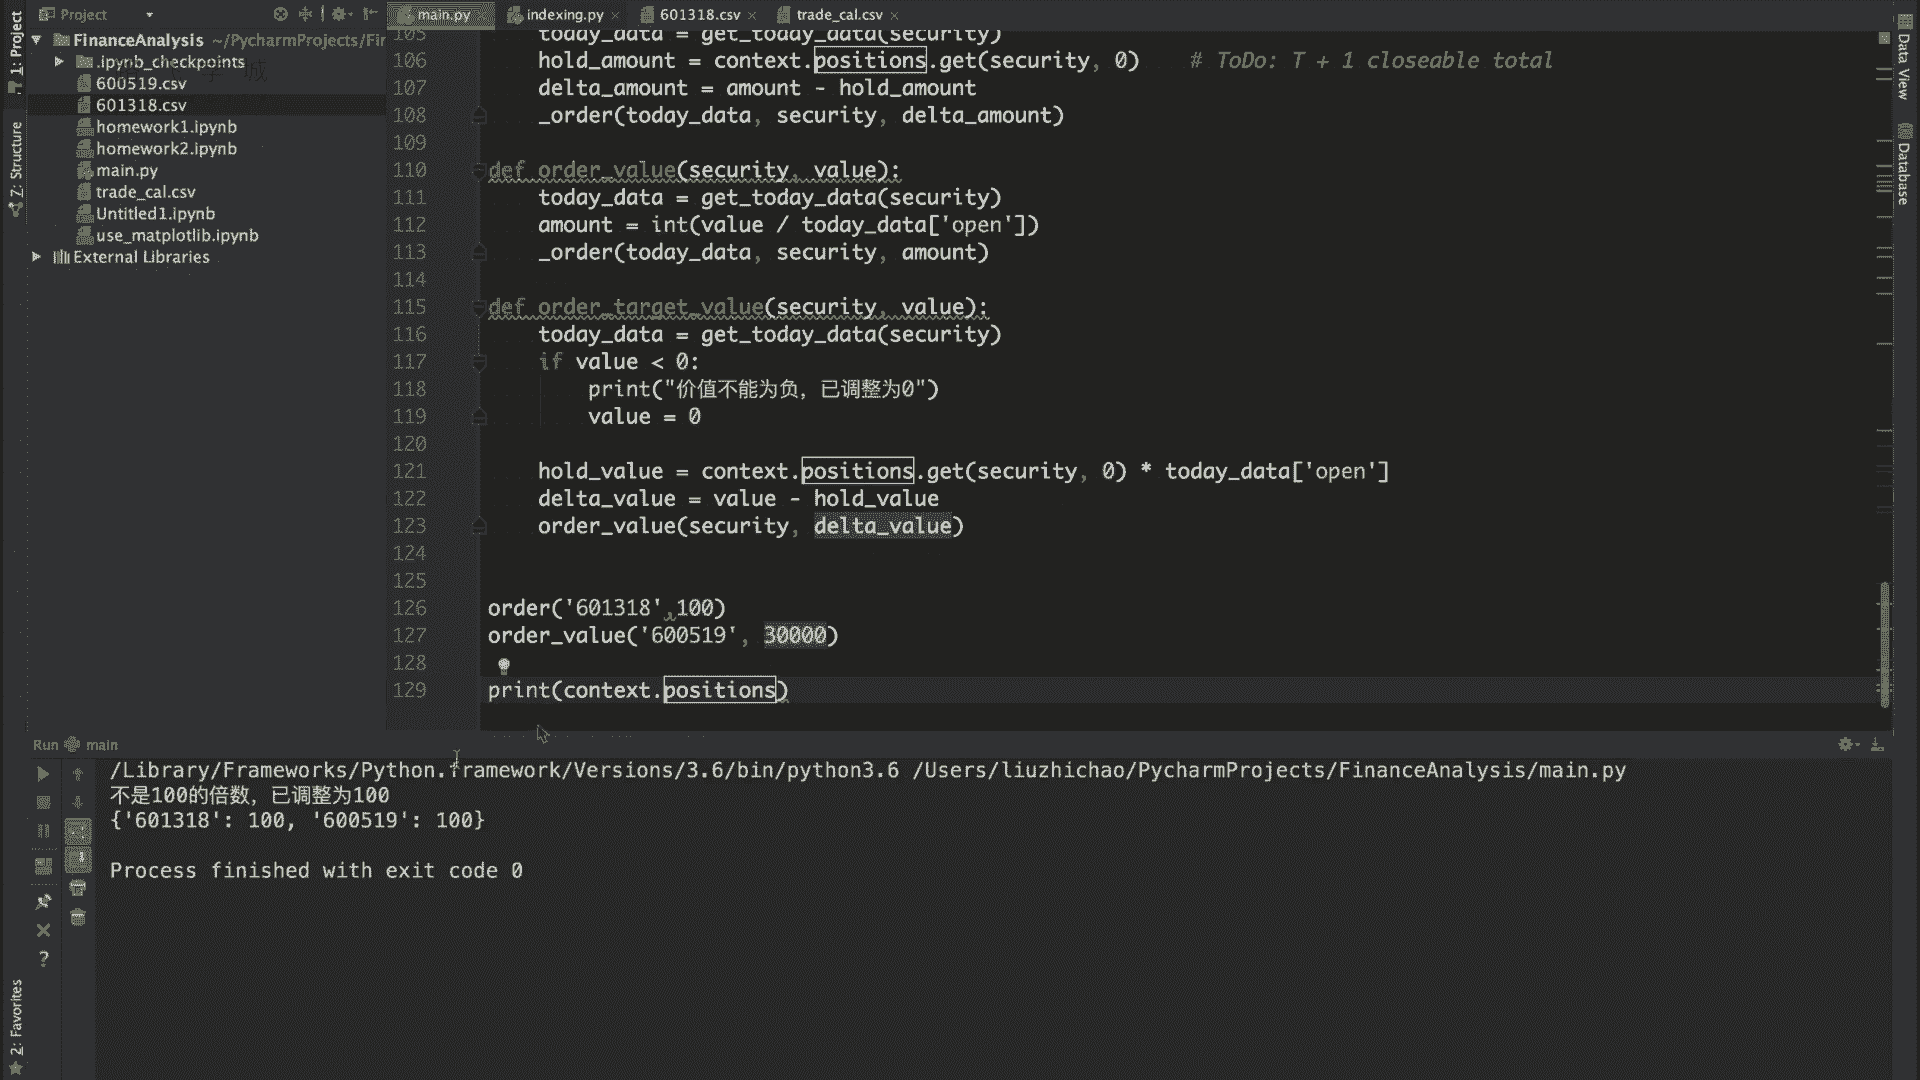 1: Project
Project
main.py
indexing.py
601318.csv
trade_cal.csv
FinanceAnalysis ~/PycharmProjects/Fir
.ipynb_checkpoints
600519.csv
601318.csv
homework1.ipynb
homework2.ipynb
main.py
trade_cal.csv
Untitled1.ipynb
use_matplotlib.ipynb
External Libraries
Z: Structure
105 today_data = get_today_data(security)
106 hold_amount = context.positions.get(security, 0) # ToDo: T + 1 closeable total
107 delta_amount = amount - hold_amount
108 _order(today_data, security, delta_amount)
109
110 def order_value(security, value):
111 today_data = get_today_data(security)
112 amount = int(value / today_data['open'])
113 _order(today_data, security, amount)
114
115 def order_target_value(security, value):
116 today_data = get_today_data(security)
117 if value < 0:
118 print("价值不能为负，已调整为0")
119 value = 0
120
121 hold_value = context.positions.get(security, 0) * today_data['open']
122 delta_value = value - hold_value
123 order_value(security, delta_value)
124
125
126 order('601318',100)
127 order_value('600519', 30000)
128
129 print(context.positions)
Data View
Database
Run main
/Library/Frameworks/Python.framework/Versions/3.6/bin/python3.6 /Users/liuzhichao/PycharmProjects/FinanceAnalysis/main.py
不是100的倍数，已调整为100
{'601318': 100, '600519': 100}
Process finished with exit code 0
2: Favorites